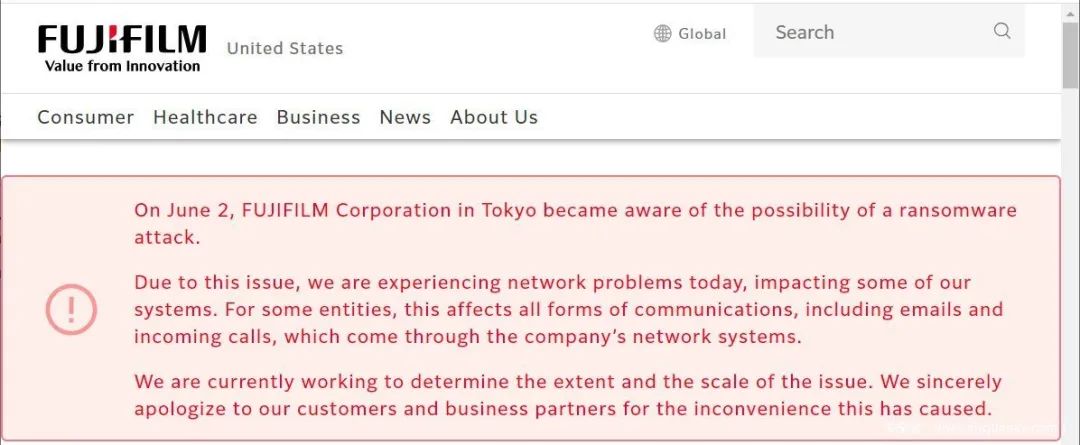 FUJIFILM
Value from Innovation
United States
Global
Search
Consumer Healthcare Business News About Us
On June 2, FUJIFILM Corporation in Tokyo became aware of the possibility of a ransomware
attack.
Due to this issue, we are experiencing network problems today, impacting some of our
systems. For some entities, this affects all forms of communications, including emails and
incoming calls, which come through the company's network systems.
We are currently working to determine the extent and the scale of the issue. We sincerely
apologize to our customers and business partners for the inconvenience this has caused.